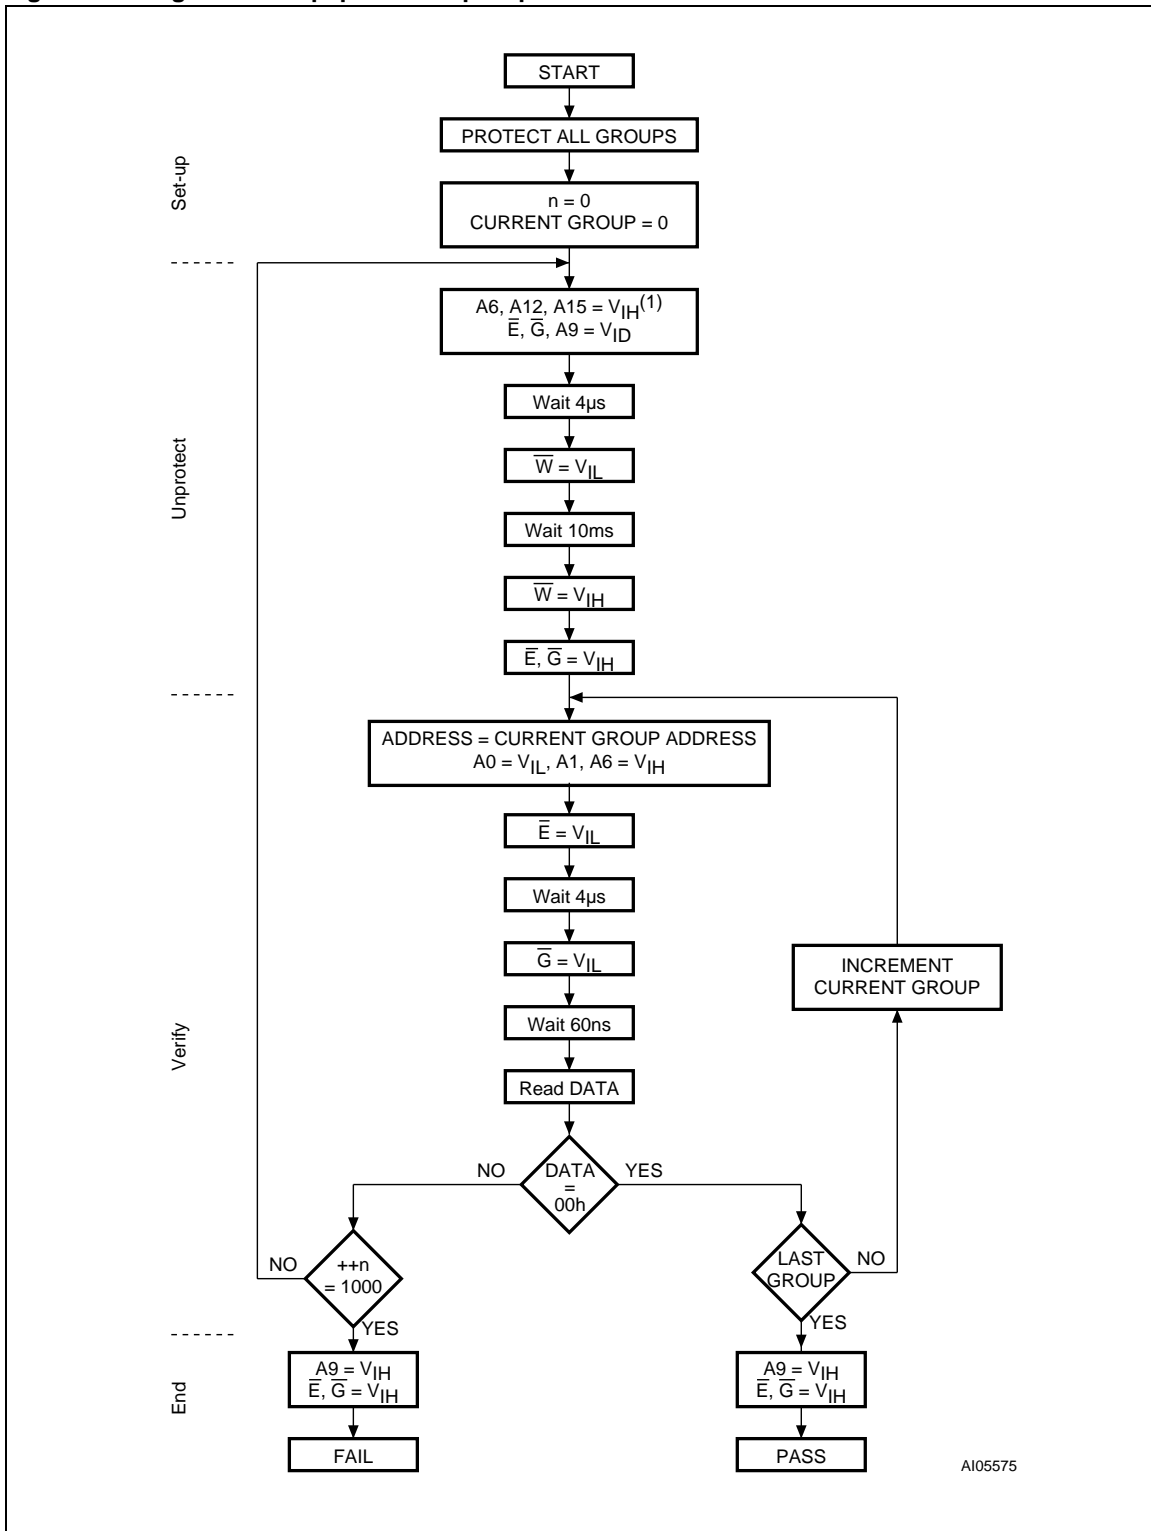 START
PROTECT ALL GROUPS
Set-up
n = 0
CURRENT GROUP = 0
A6, A12, A15 = VIH(1)
E̅, G̅, A9 = VID
Unprotect
Wait 4µs
W̅ = VIL
Wait 10ms
W̅ = VIH
E̅, G̅ = VIH
ADDRESS = CURRENT GROUP ADDRESS
A0 = VIL, A1, A6 = VIH
E̅ = VIL
Wait 4µs
G̅ = VIL
INCREMENT
CURRENT GROUP
Wait 60ns
Verify
Read DATA
NO
DATA
=
00h
YES
NO
++n
= 1000
YES
LAST
GROUP
NO
YES
End
A9 = VIH
E̅, G̅ = VIH
FAIL
A9 = VIH
E̅, G̅ = VIH
PASS
AI05575